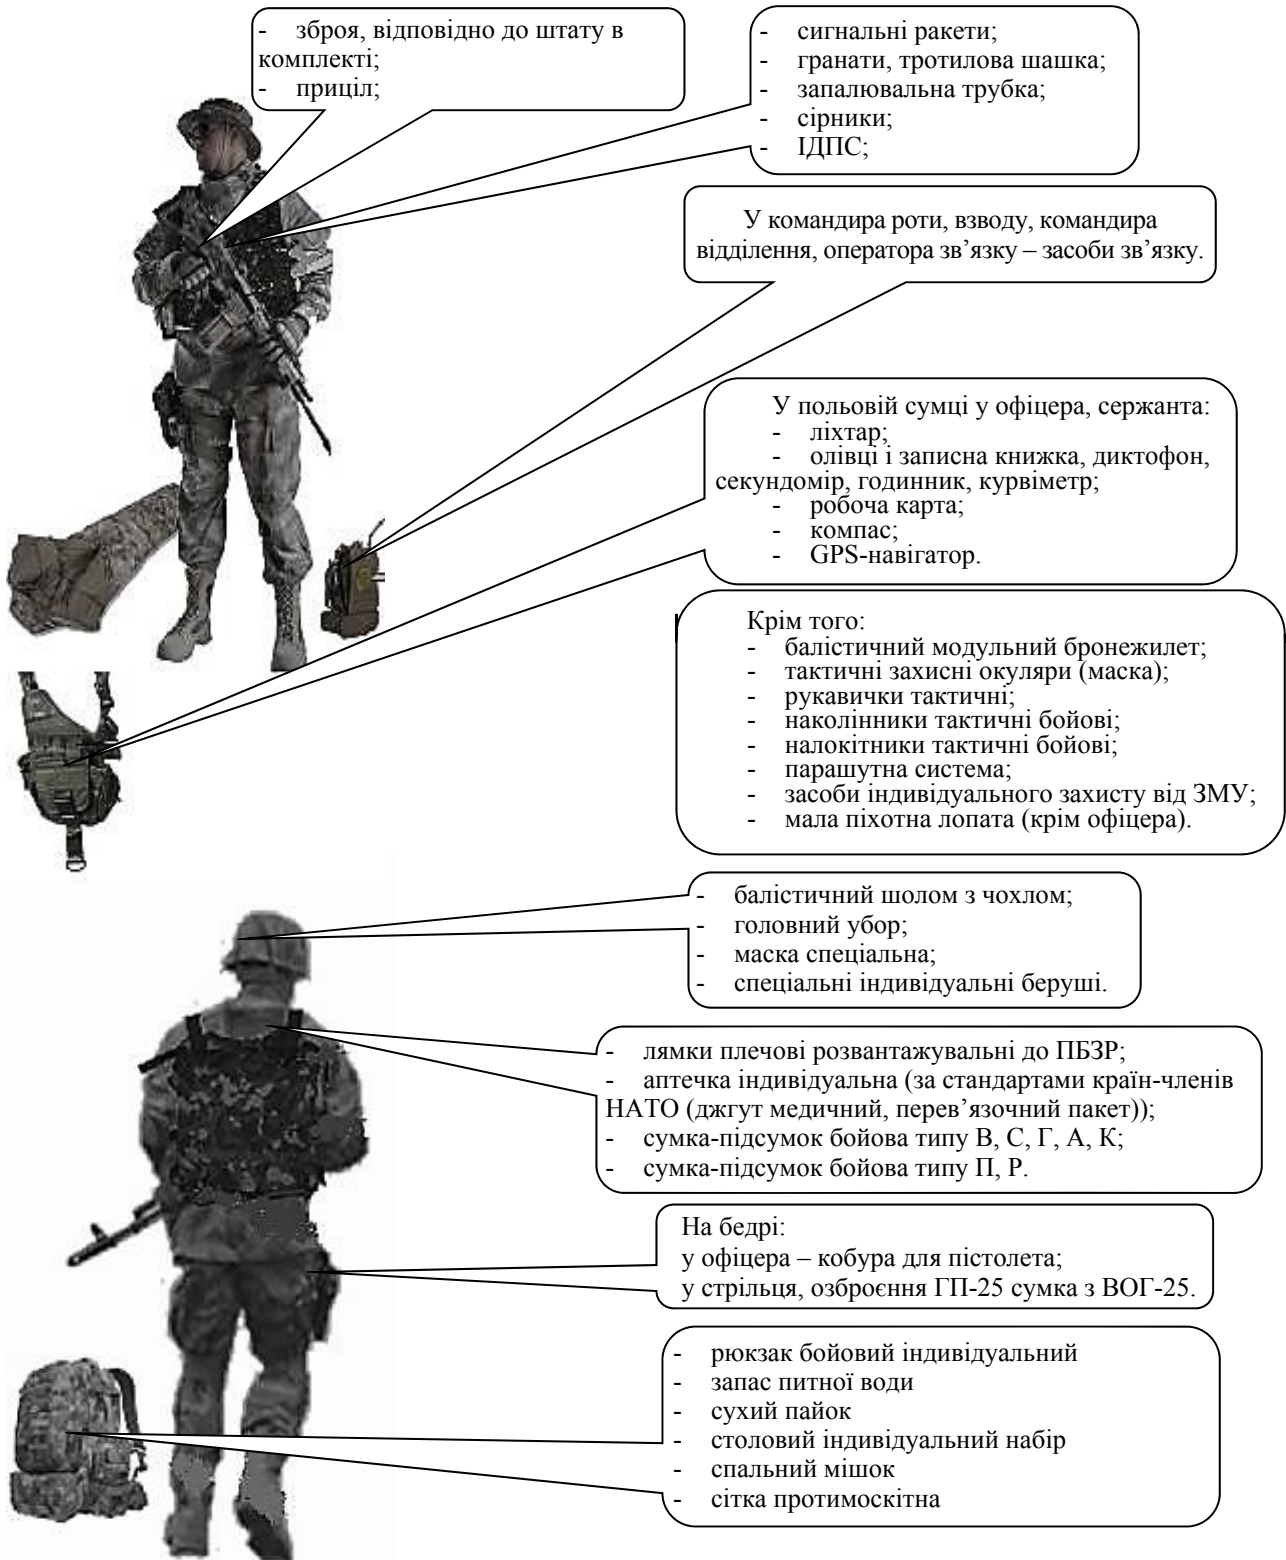 - зброя, відповідно до штату в
комплекті;
- приціл;
- сигнальні ракети;
- гранати, тротилова шашка;
- запалювальна трубка;
- сірники;
- ІДПС;
У командира роти, взводу, командира
відділення, оператора зв’язку – засоби зв’язку.
У польовій сумці у офіцера, сержанта:
- ліхтар;
- олівці і записна книжка, диктофон,
секундомір, годинник, курвіметр;
- робоча карта;
- компас;
- GPS-навігатор.
Крім того:
- балістичний модульний бронежилет;
- тактичні захисні окуляри (маска);
- рукавички тактичні;
- наколінники тактичні бойові;
- налокітники тактичні бойові;
- парашутна система;
- засоби індивідуального захисту від ЗМУ;
- мала піхотна лопата (крім офіцера).
- балістичний шолом з чохлом;
- головний убор;
- маска спеціальна;
- спеціальні індивідуальні беруші.
- лямки плечові розвантажувальні до ПБЗР;
- аптечка індивідуальна (за стандартами країн-членів
НАТО (джгут медичний, перев’язочний пакет));
- сумка-підсумок бойова типу В, С, Г, А, К;
- сумка-підсумок бойова типу П, Р.
На бедрі:
у офіцера – кобура для пістолета;
у стрільця, озброєння ГП-25 сумка з ВОГ-25.
- рюкзак бойовий індивідуальний
- запас питної води
- сухий пайок
- столовий індивідуальний набір
- спальний мішок
- сітка протимоскітна